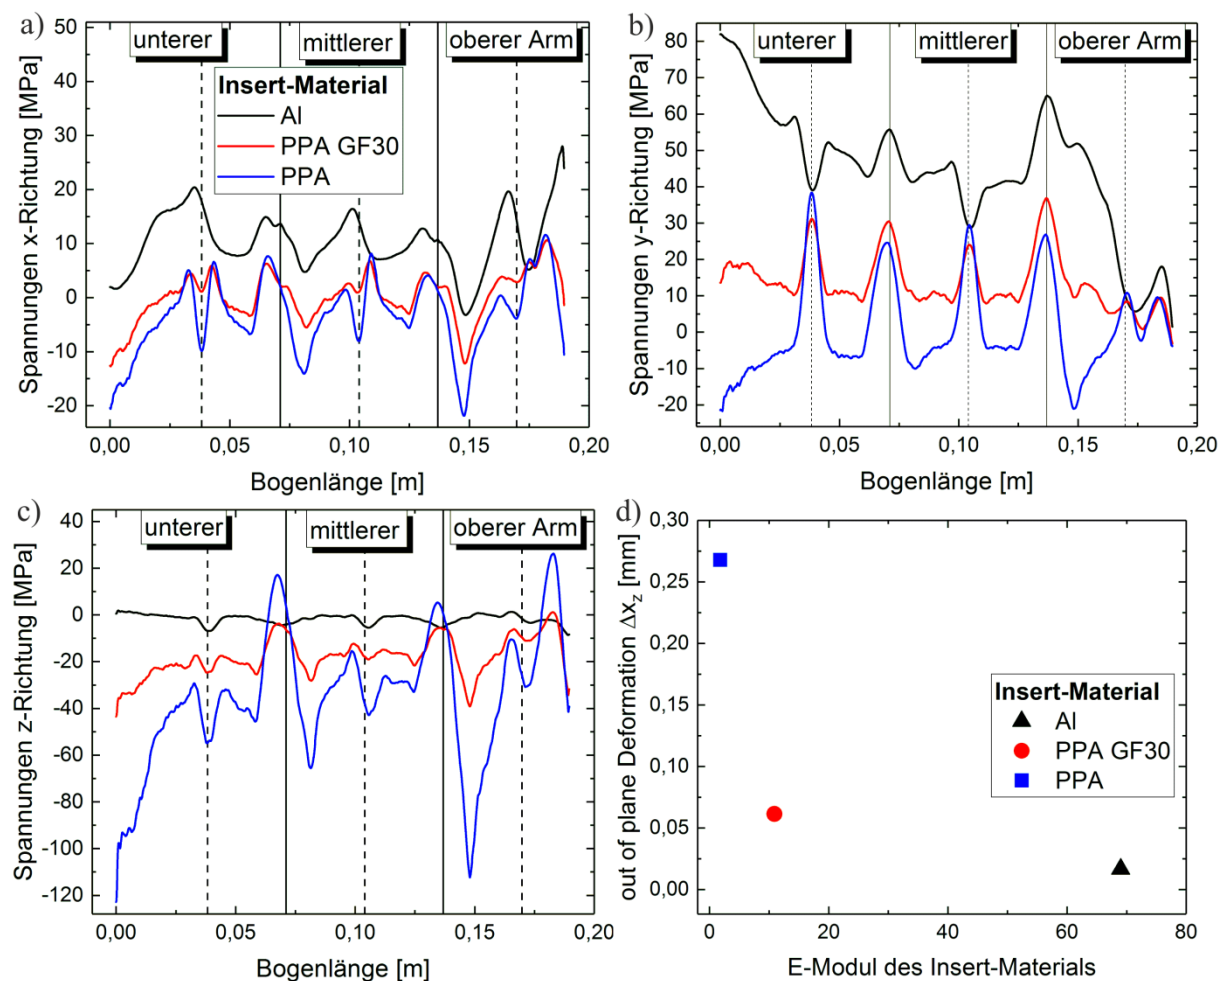 a)
50
40
30
20
10
0
-10
-20
Spannungen x-Richtung [MPa]
unterer
mittlerer
oberer Arm
Insert-Material
Al
PPA GF30
PPA
0,00
0,05
0,10
0,15
0,20
Bogenlänge [m]
b)
80
70
60
50
40
30
20
10
0
-10
-20
Spannungen y-Richtung [MPa]
unterer
mittlerer
oberer Arm
0,00
0,05
0,10
0,15
0,20
Bogenlänge [m]
c)
40
20
0
-20
-40
-60
-80
-100
-120
Spannungen z-Richtung [MPa]
unterer
mittlerer
oberer Arm
0,00
0,05
0,10
0,15
0,20
Bogenlänge [m]
d)
0,30
0,25
0,20
0,15
0,10
0,05
0,00
out of plane Deformation Δx_z [mm]
Insert-Material
Al
PPA GF30
PPA
0
20
40
60
80
E-Modul des Insert-Materials